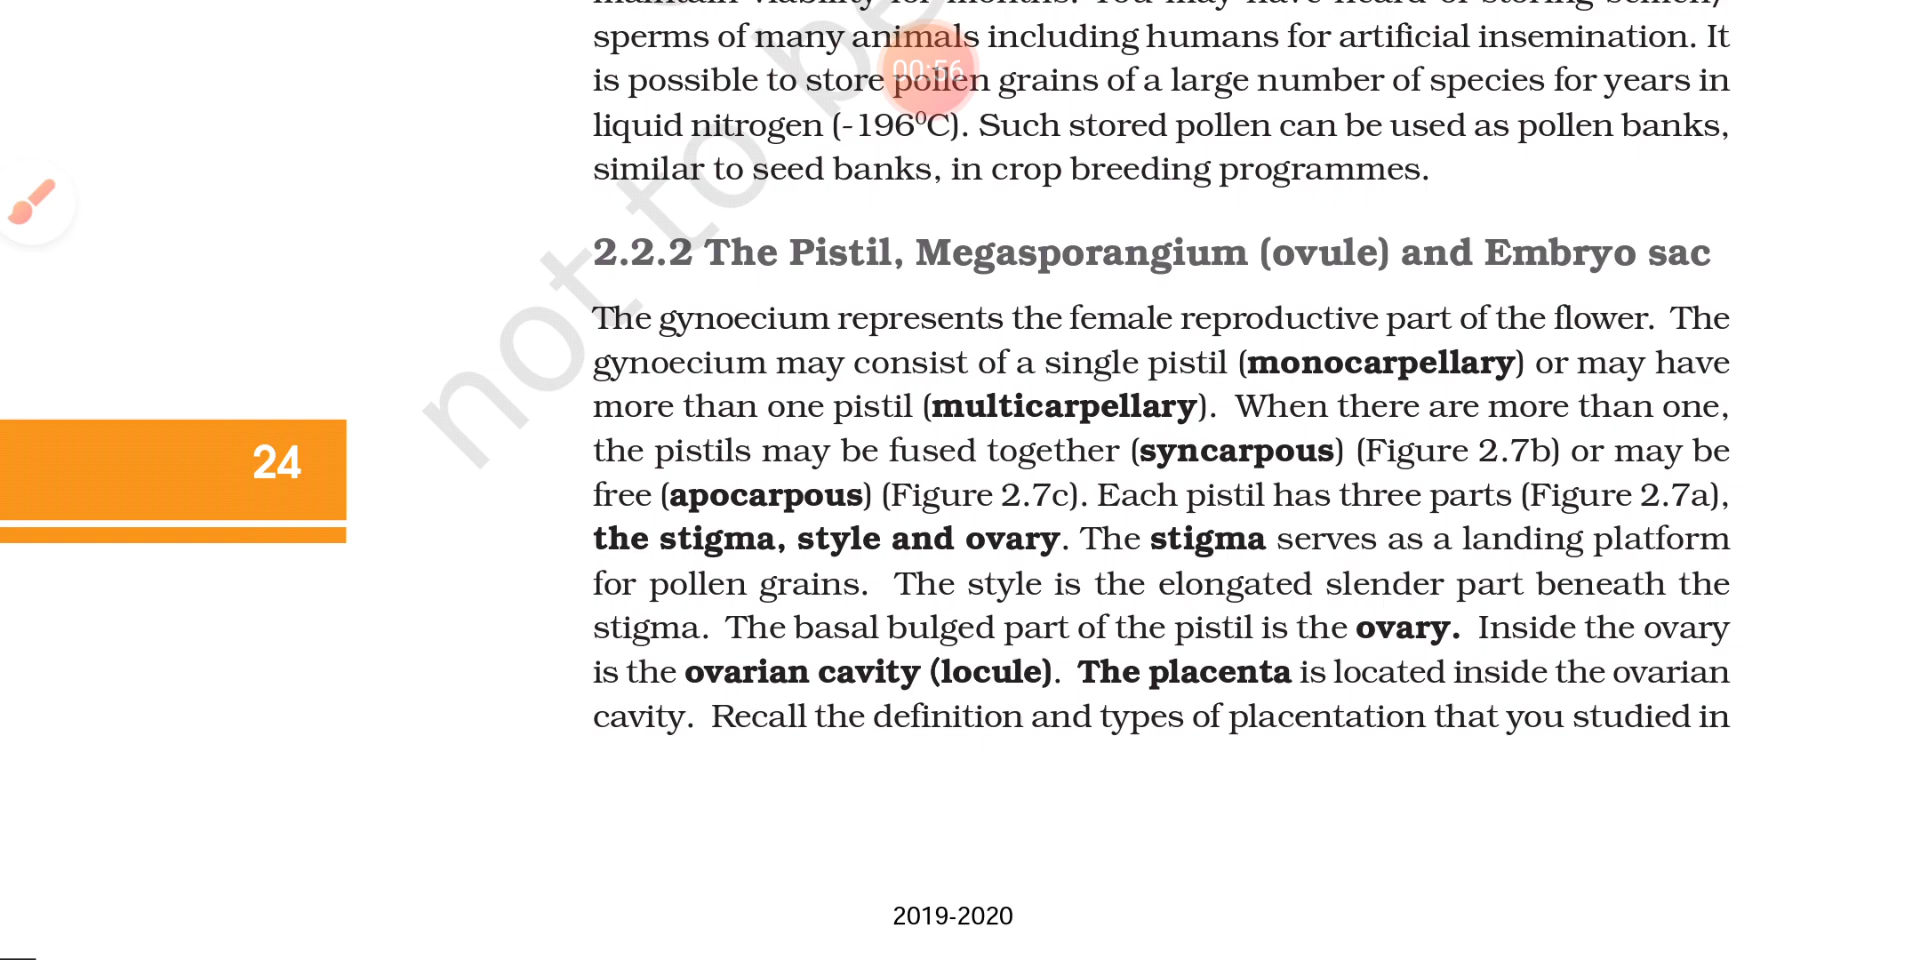 sperms of many animals including humans for artificial insemination. It
00:56
is possible to store pollen grains of a large number of species for years in
liquid nitrogen (-196⁰C). Such stored pollen can be used as pollen banks,
similar to seed banks, in crop breeding programmes.
not to be
2.2.2 The Pistil, Megasporangium (ovule) and Embryo sac
The gynoecium represents the female reproductive part of the flower. The
gynoecium may consist of a single pistil (monocarpellary) or may have
more than one pistil (multicarpellary). When there are more than one,
24
the pistils may be fused together (syncarpous) (Figure 2.7b) or may be
free (apocarpous) (Figure 2.7c). Each pistil has three parts (Figure 2.7a),
the stigma, style and ovary. The stigma serves as a landing platform
for pollen grains. The style is the elongated slender part beneath the
stigma. The basal bulged part of the pistil is the ovary. Inside the ovary
is the ovarian cavity (locule). The placenta is located inside the ovarian
cavity. Recall the definition and types of placentation that you studied in
2019-2020